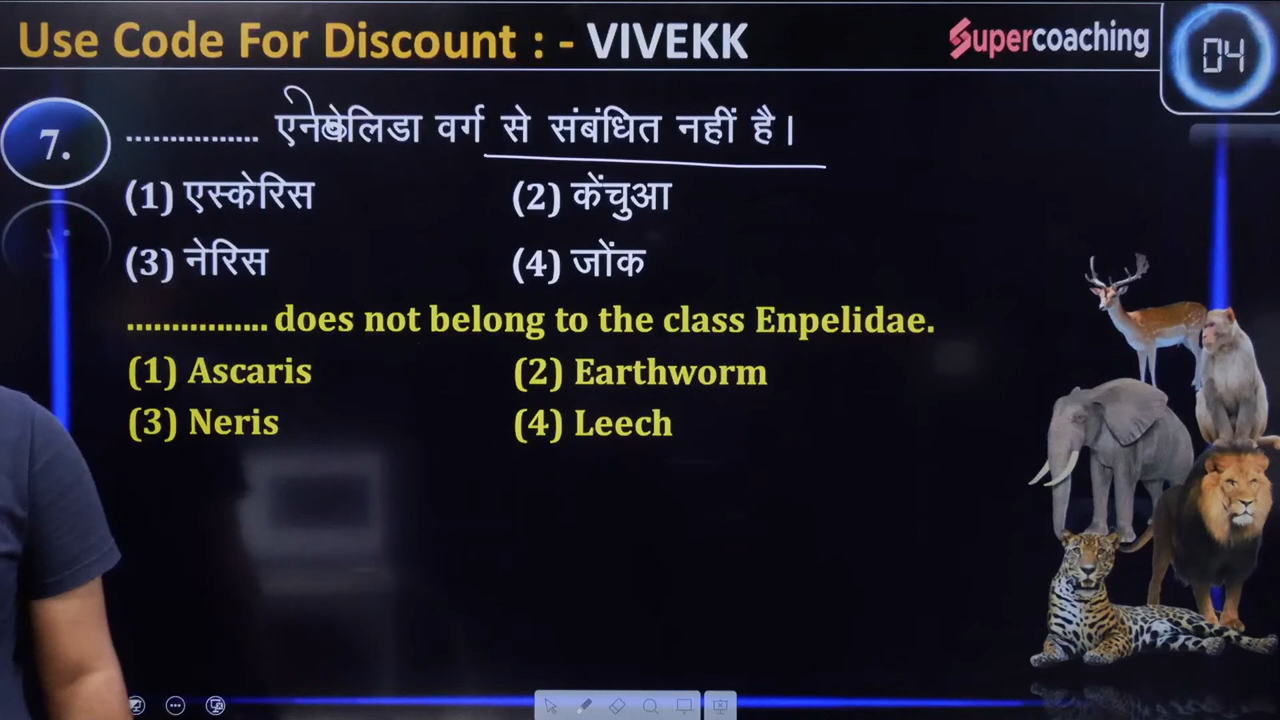 Use Code For Discount : - VIVEKK
Supercoaching
04
7.
................ एनेलिडा वर्ग से संबंधित नहीं है।
(1) एस्केरिस
(2) केंचुआ
(3) नेरिस
(4) जोंक
................. does not belong to the class Enpelidae.
(1) Ascaris
(2) Earthworm
(3) Neris
(4) Leech